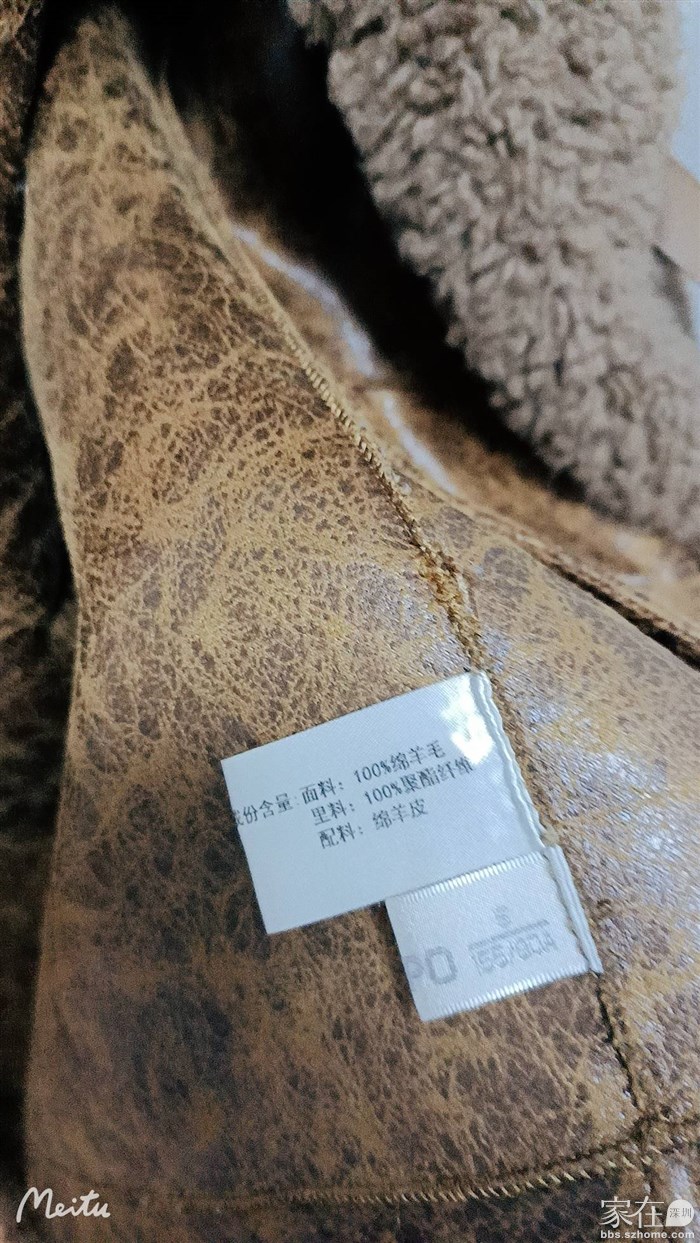 成份含量:面料：100%绵羊毛
里料：100%聚酯纤维
配料：绵羊皮
S
PO 155/80A
Meitu
家在深圳
bbs.szhome.com